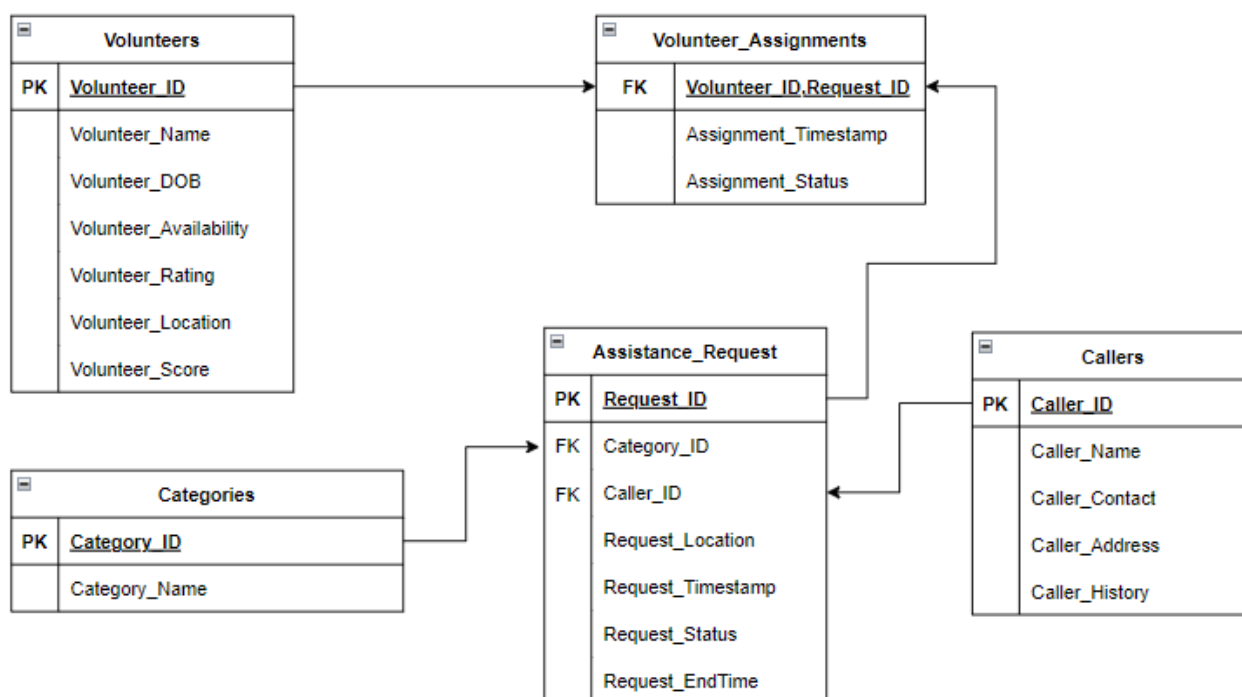 Volunteers
PK Volunteer_ID
Volunteer_Name
Volunteer_DOB
Volunteer_Availability
Volunteer_Rating
Volunteer_Location
Volunteer_Score
Volunteer_Assignments
FK Volunteer_ID,Request_ID
Assignment_Timestamp
Assignment_Status
Assistance_Request
PK Request_ID
FK Category_ID
FK Caller_ID
Request_Location
Request_Timestamp
Request_Status
Request_EndTime
Callers
PK Caller_ID
Caller_Name
Caller_Contact
Caller_Address
Caller_History
Categories
PK Category_ID
Category_Name